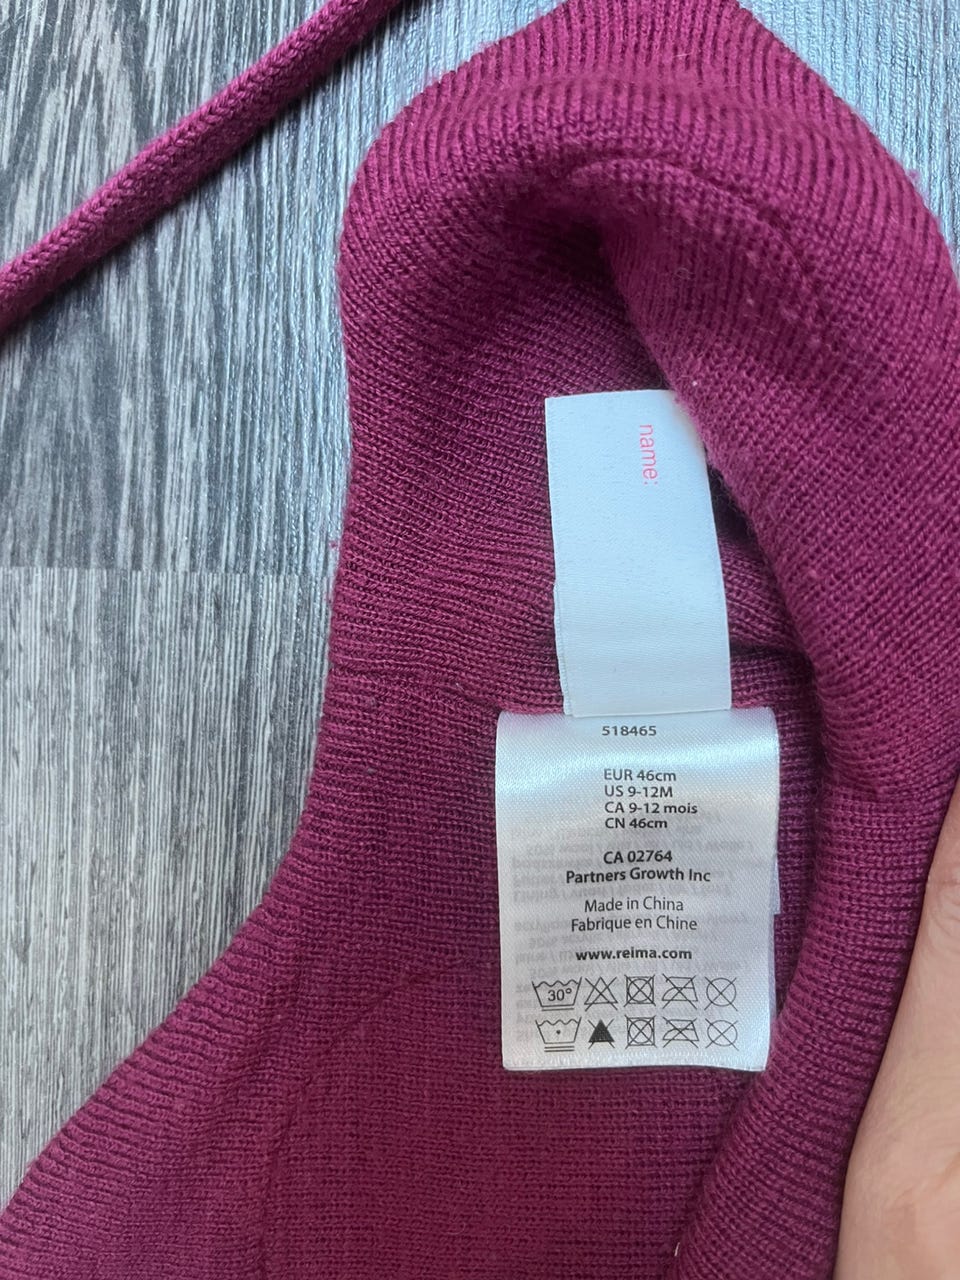 name:
518465
EUR 46cm
US 9-12M
CA 9-12 mois
CN 46cm
CA 02764
Partners Growth Inc
Made in China
Fabrique en Chine
www.reima.com
30°